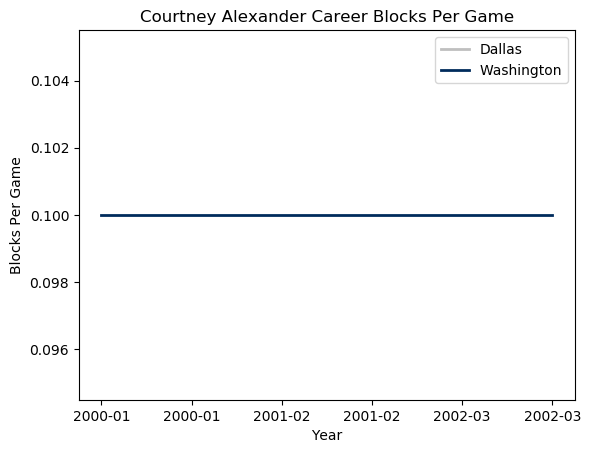 Courtney Alexander Career Blocks Per Game
Dallas
Washington
0.104
0.102
0.100
0.098
0.096
Blocks Per Game
2000-01 2000-01 2001-02 2001-02 2002-03 2002-03
Year